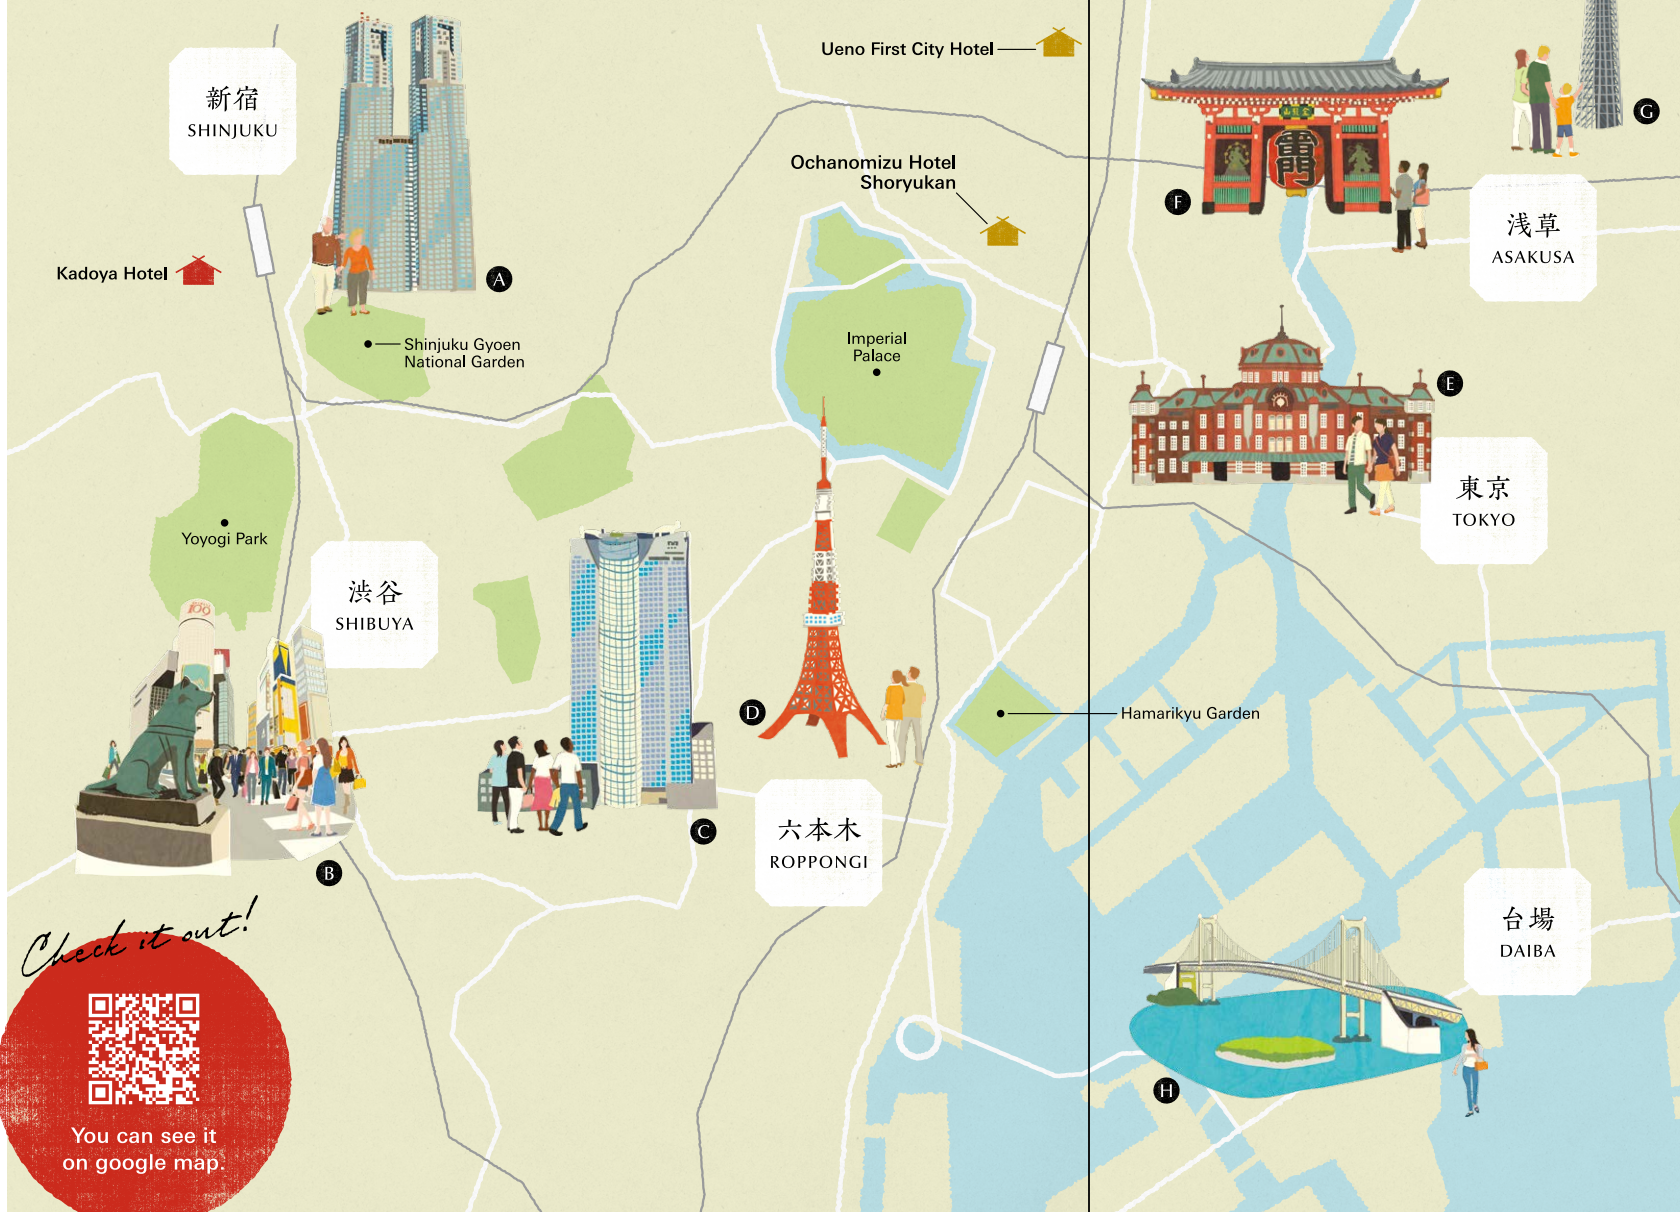 新宿
SHINJUKU
Ueno First City Hotel
G
Ochanomizu Hotel
Shoryukan
F
浅草
ASAKUSA
Kadoya Hotel
A
Shinjuku Gyoen
National Garden
Imperial
Palace
E
東京
TOKYO
Yoyogi Park
渋谷
SHIBUYA
100
D
Hamarikyu Garden
C
六本木
ROPPONGI
B
台場
DAIBA
H
Check it out!
You can see it
on google map.